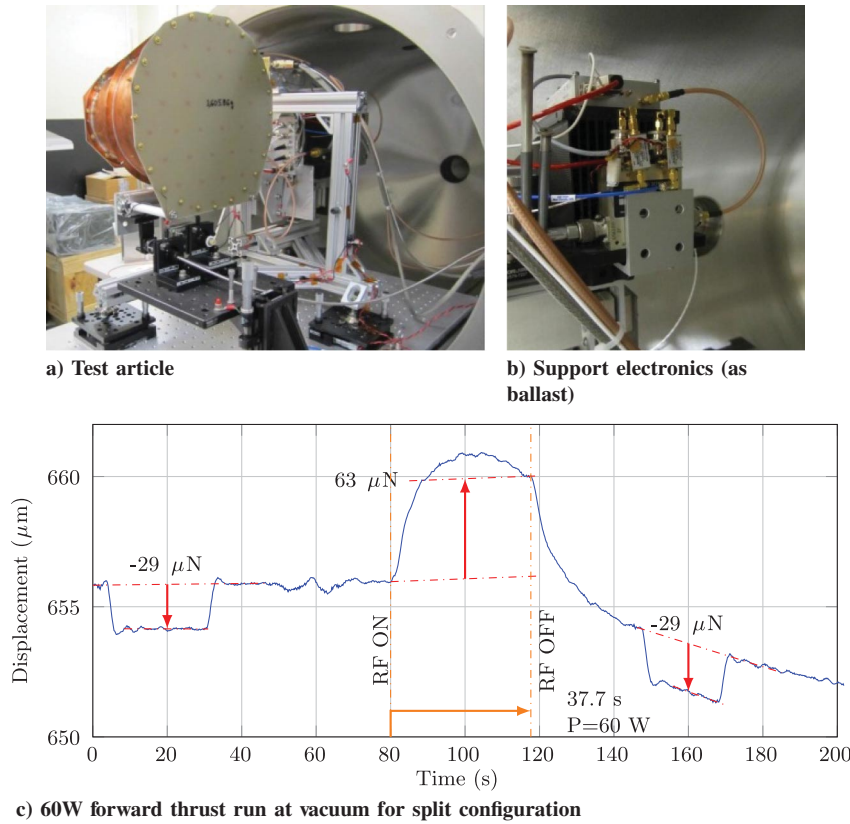 a) Test article
b) Support electronics (as
ballast)
660
655
650
Displacement (μm)
-29 μN
63 μN
RF ON
RF OFF
-29 μN
37.7 s
P=60 W
0 20 40 60 80 100 120 140 160 180 200
Time (s)
c) 60W forward thrust run at vacuum for split configuration